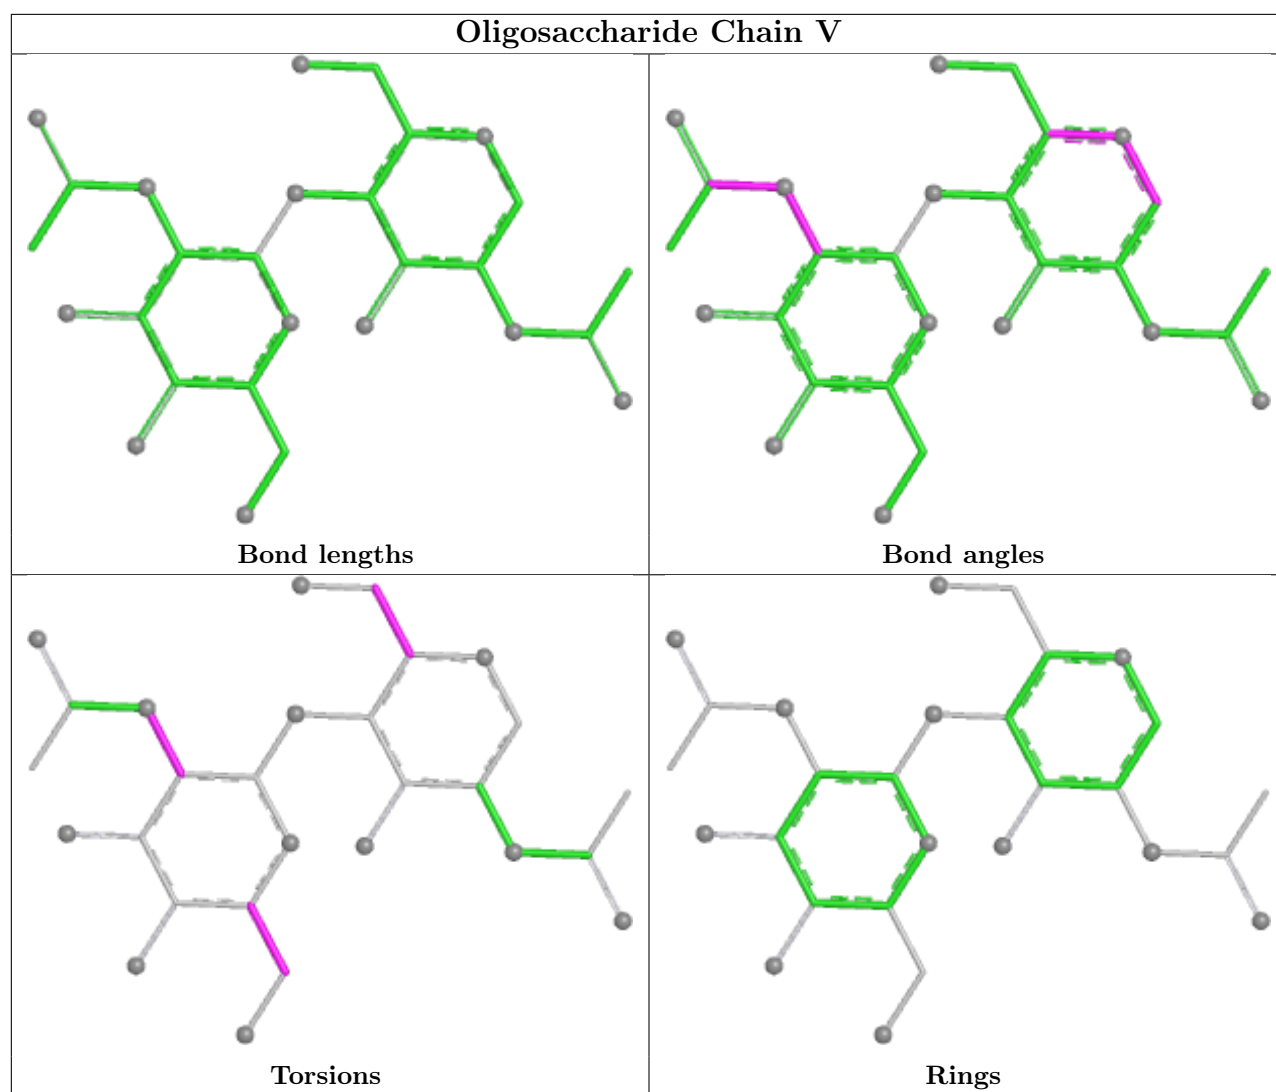 Oligosaccharide Chain V
Bond lengths
Bond angles
Torsions
Rings